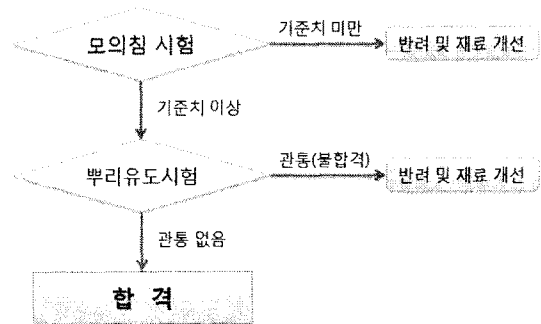 모의침 시험
기준치 미만
반려 및 재료 개선
기준치 이상
뿌리유도시험
관통(불합격)
반려 및 재료 개선
관통 없음
합 격